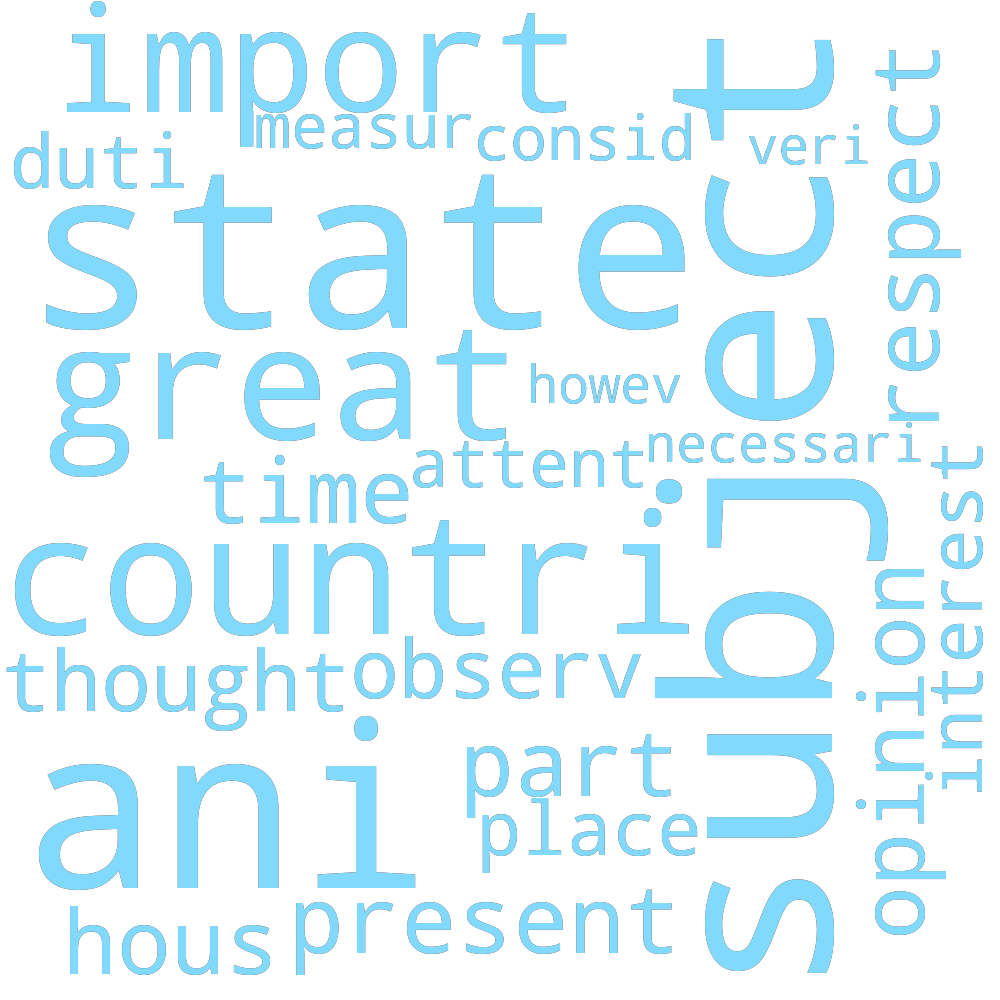 import
measur
consid
veri
duti
state
great
howev
necessari
attent
time
countri
thought
observ
ani
part
place
hous
present
subject
respect
interest
opinion